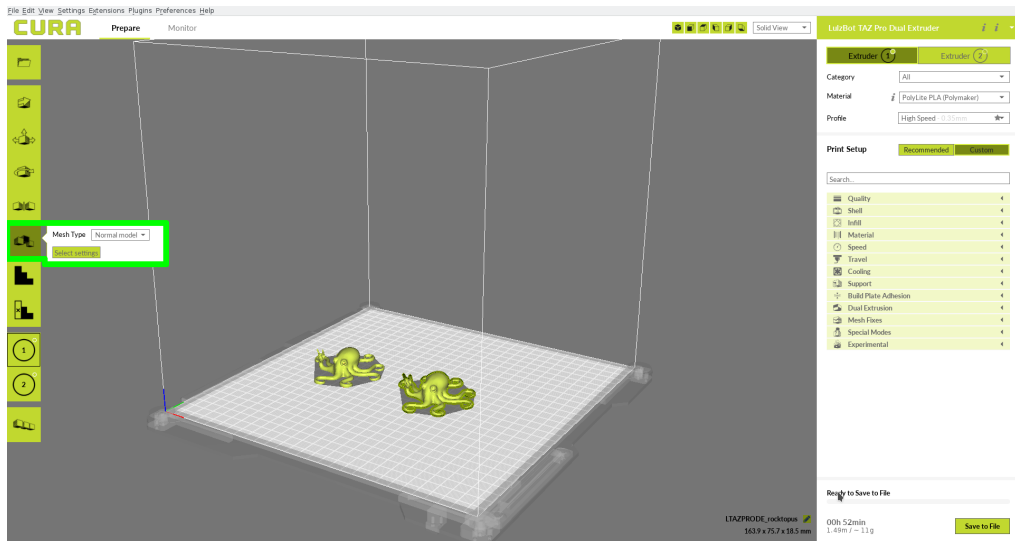 File Edit View Settings Extensions Plugins Preferences Help
CURA
Prepare
Monitor
Solid View
LulzBot TAZ Pro Dual Extruder
i i
Extruder 1
Extruder 2
Category
All
Material
i
PolyLite PLA (Polymaker)
Profile
High Speed - 0.35mm
Print Setup
Recommended
Custom
Search...
Quality
Shell
Infill
Material
Speed
Travel
Cooling
Support
Build Plate Adhesion
Dual Extrusion
Mesh Fixes
Special Modes
Experimental
Mesh Type
Normal model
Select settings
1
2
LTAZPRODE_rocktopus
163.9 x 75.7 x 18.5 mm
Ready to Save to File
00h 52min
1.49m / ~ 11g
Save to File